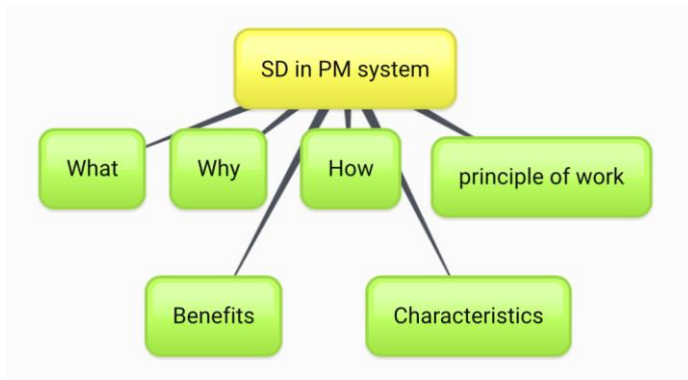 SD in PM system
What
Why
How
principle of work
Benefits
Characteristics